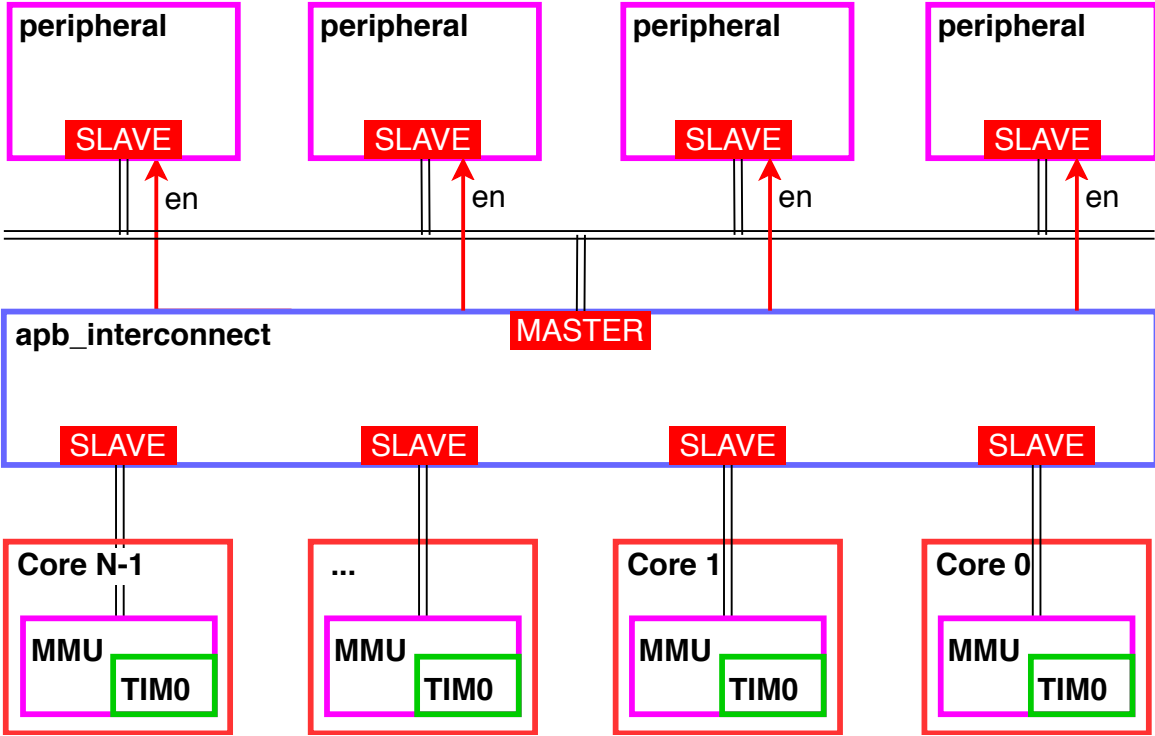 peripheral
peripheral
peripheral
peripheral
SLAVE
SLAVE
SLAVE
SLAVE
en
en
en
en
apb_interconnect
MASTER
SLAVE
SLAVE
SLAVE
SLAVE
Core N-1
...
Core 1
Core 0
MMU
MMU
MMU
MMU
TIM0
TIM0
TIM0
TIM0